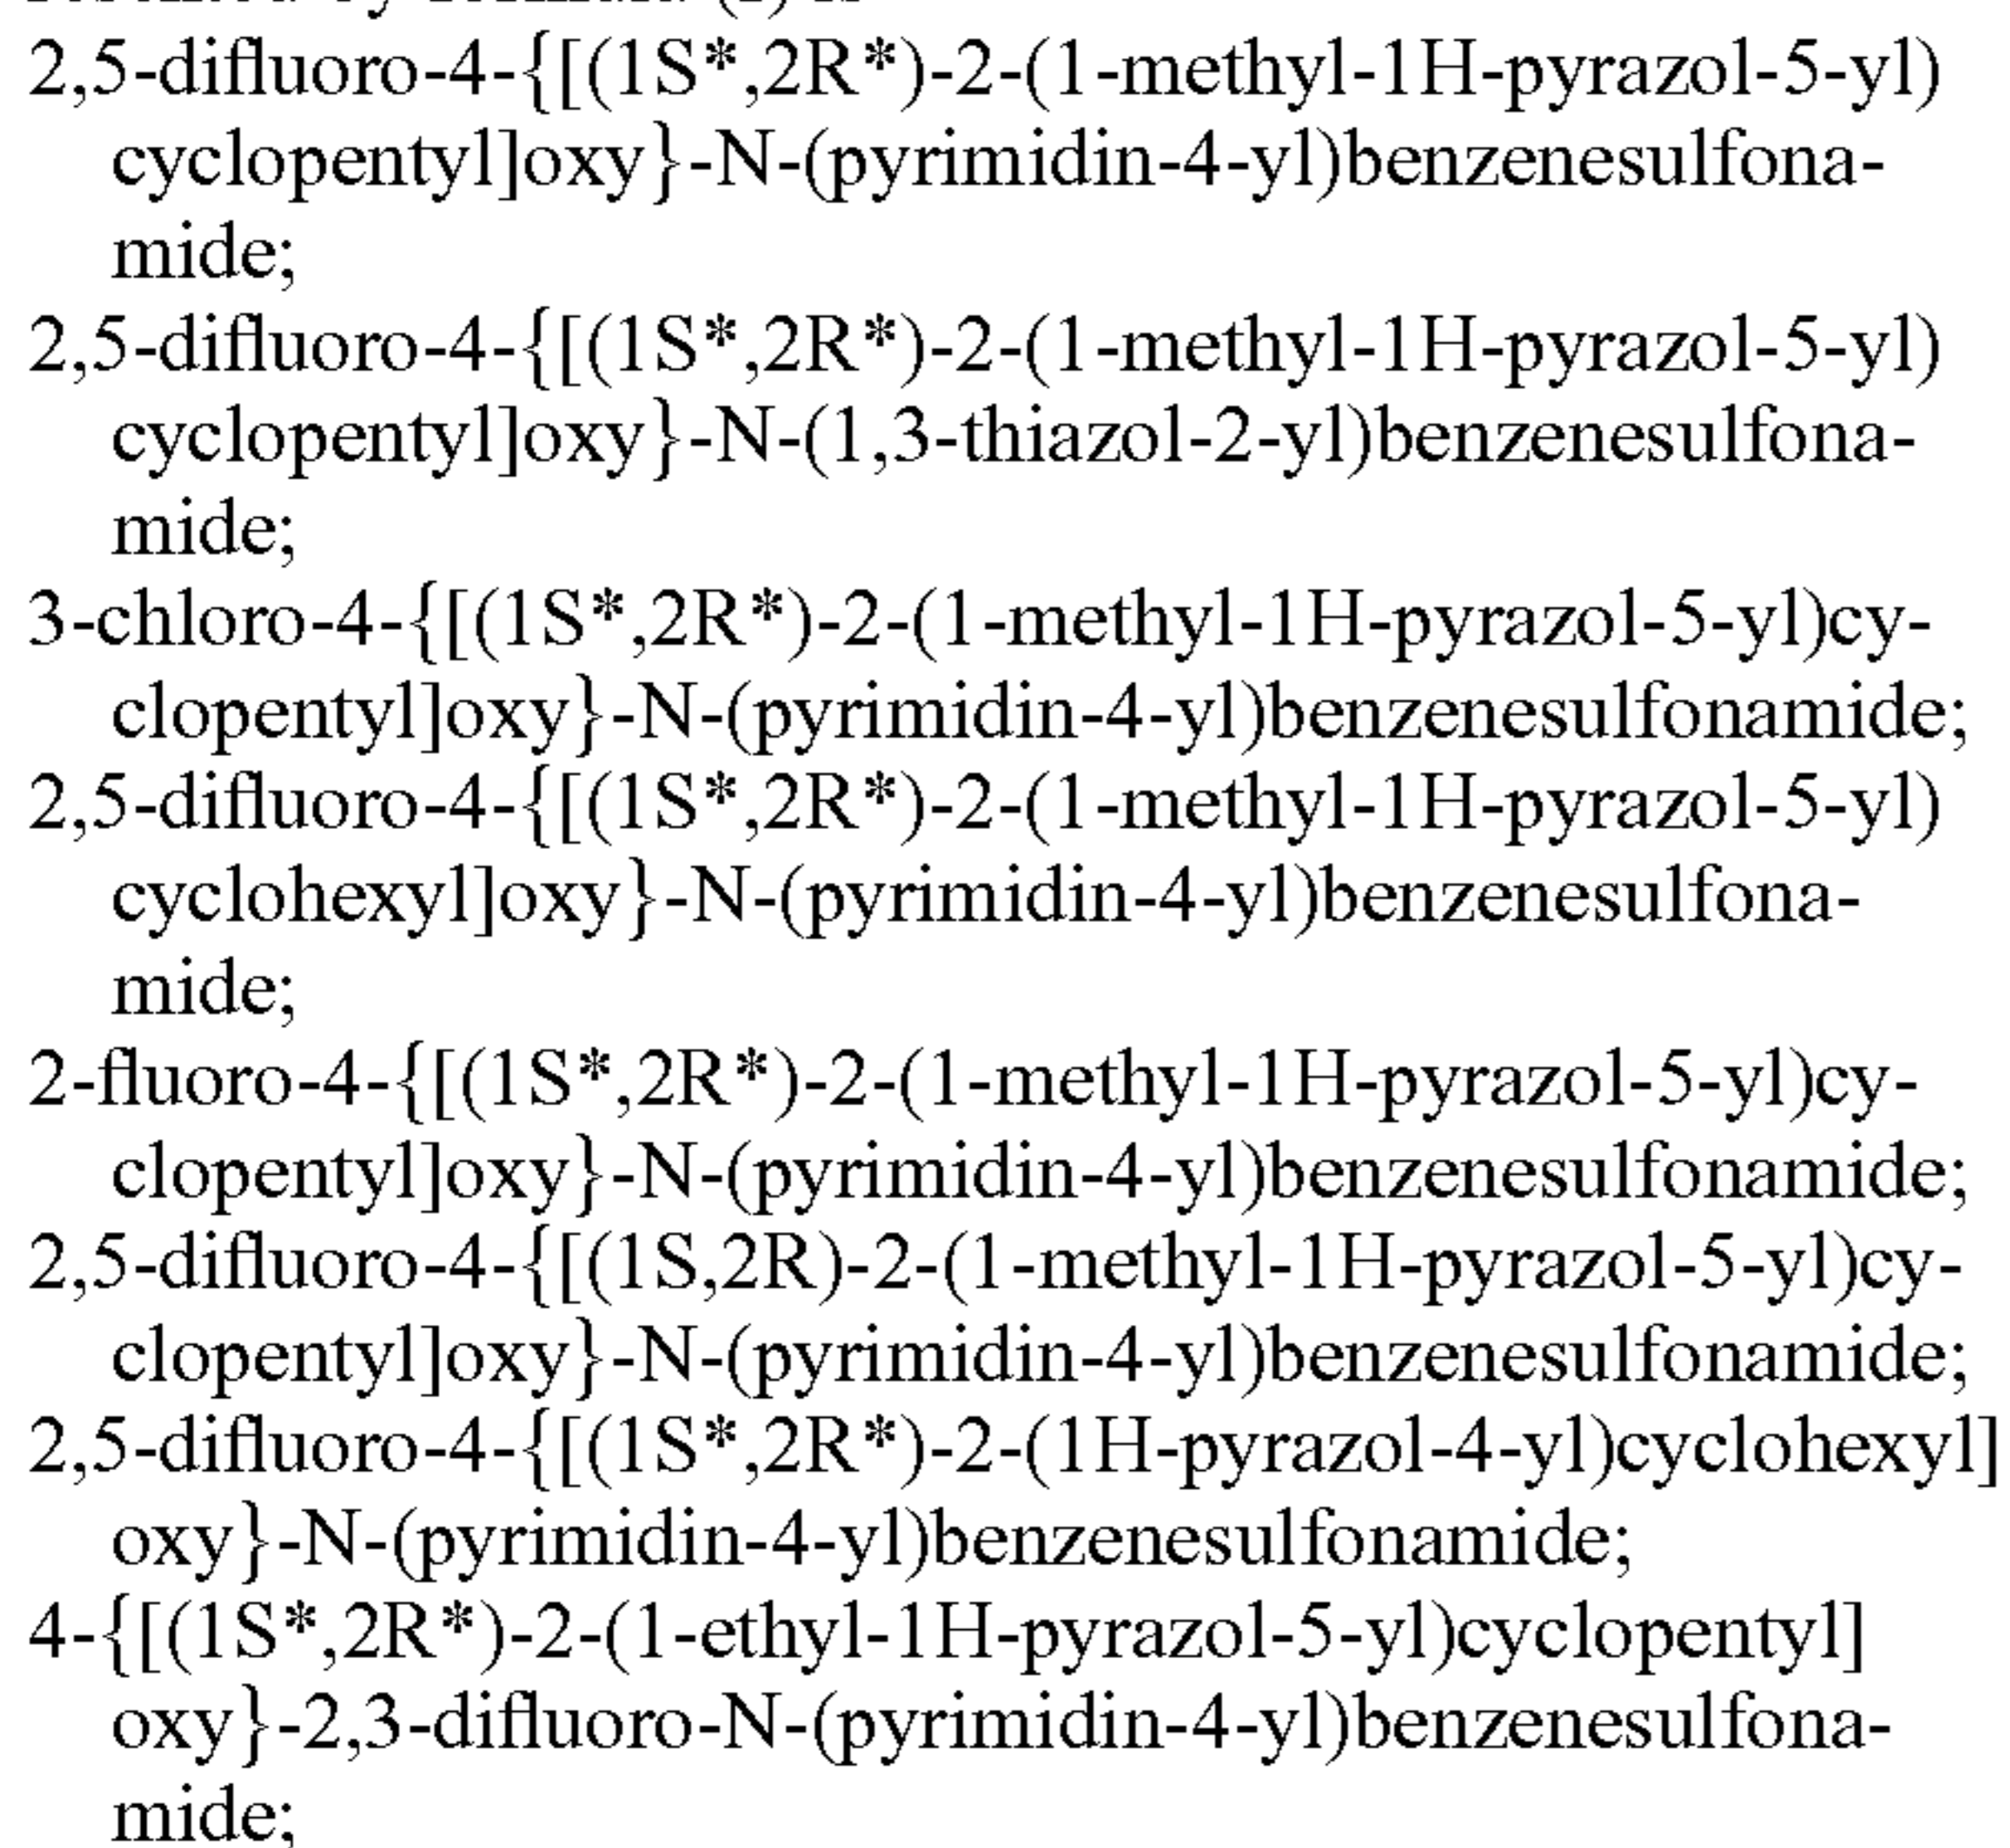 2,5-difluoro-4-{[(1S*,2R*)-2-(1-methyl-1H-pyrazol-5-yl)
cyclopentyl]oxy}-N-(pyrimidin-4-yl)benzenesulfona-
mide;
2,5-difluoro-4-{[(1S*,2R*)-2-(1-methyl-1H-pyrazol-5-yl)
cyclopentyl]oxy}-N-(1,3-thiazol-2-yl)benzenesulfona-
mide;
3-chloro-4-{[(1S*,2R*)-2-(1-methyl-1H-pyrazol-5-yl)cy-
clopentyl]oxy}-N-(pyrimidin-4-yl)benzenesulfonamide;
2,5-difluoro-4-{[(1S*,2R*)-2-(1-methyl-1H-pyrazol-5-yl)
cyclohexyl]oxy}-N-(pyrimidin-4-yl)benzenesulfona-
mide;
2-fluoro-4-{[(1S*,2R*)-2-(1-methyl-1H-pyrazol-5-yl)cy-
clopentyl]oxy}-N-(pyrimidin-4-yl)benzenesulfonamide;
2,5-difluoro-4-{[(1S,2R)-2-(1-methyl-1H-pyrazol-5-yl)cy-
clopentyl]oxy}-N-(pyrimidin-4-yl)benzenesulfonamide;
2,5-difluoro-4-{[(1S*,2R*)-2-(1H-pyrazol-4-yl)cyclohexyl]
oxy}-N-(pyrimidin-4-yl)benzenesulfonamide;
4-{[(1S*,2R*)-2-(1-ethyl-1H-pyrazol-5-yl)cyclopentyl]
oxy}-2,3-difluoro-N-(pyrimidin-4-yl)benzenesulfona-
mide;